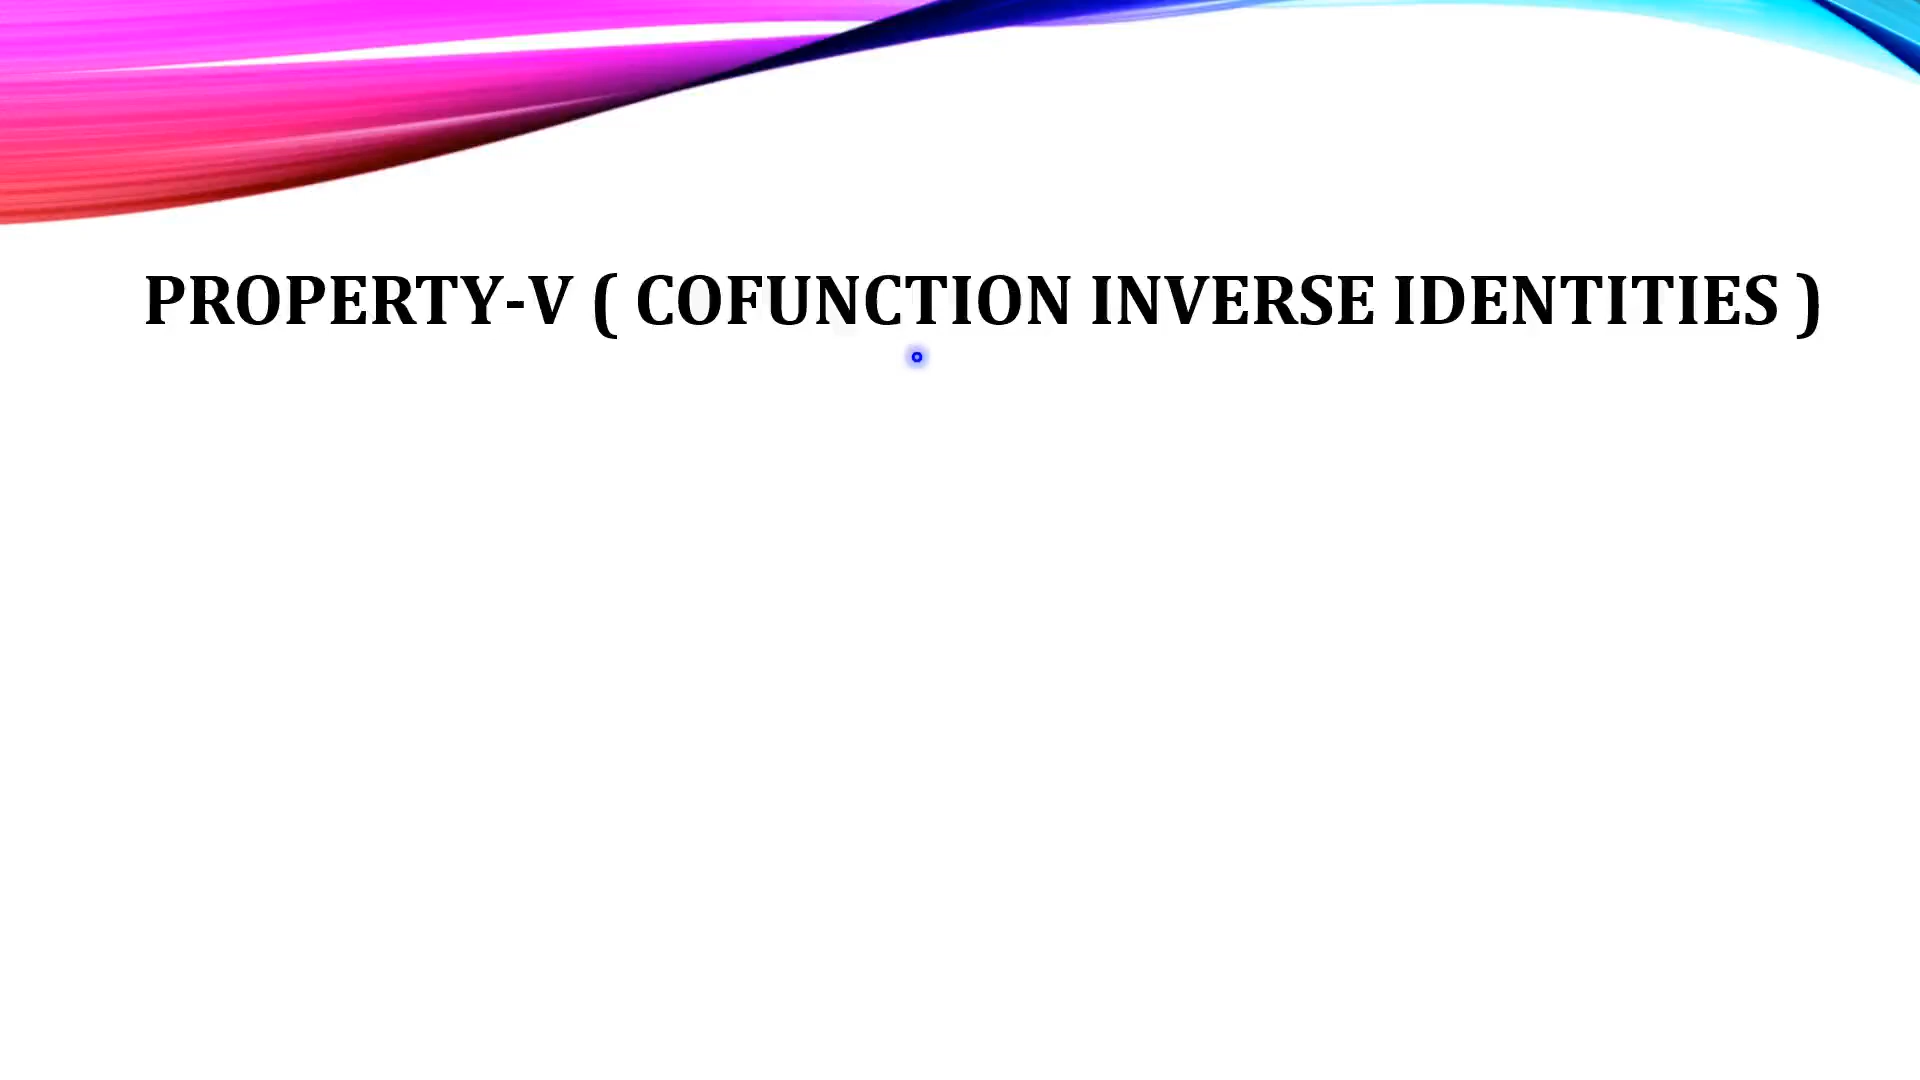 PROPERTY-V ( COFUNCTION INVERSE IDENTITIES )